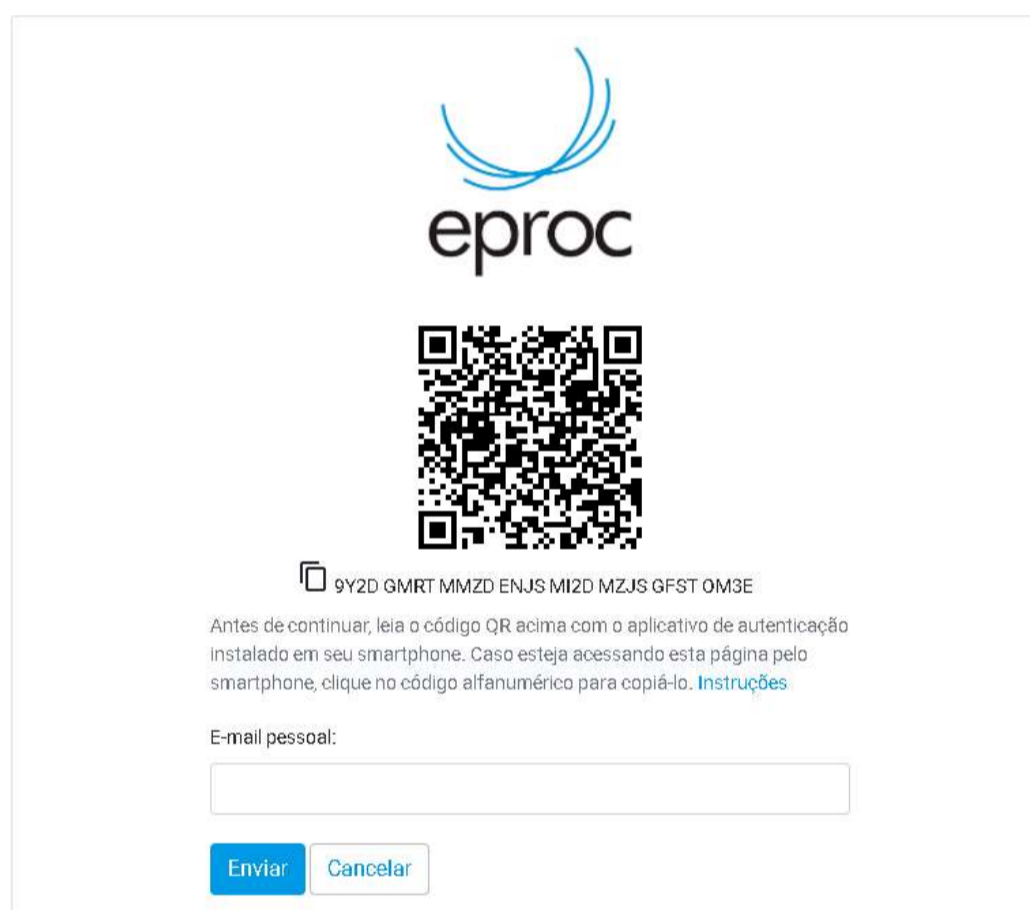 eproc
9Y2D GMRT MMZD ENJS MI2D MZJS GFST OM3E
Antes de continuar, leia o código QR acima com o aplicativo de autenticação
instalado em seu smartphone. Caso esteja acessando esta página pelo
smartphone, clique no código alfanumérico para copiá-lo. Instruções
E-mail pessoal:
Enviar Cancelar